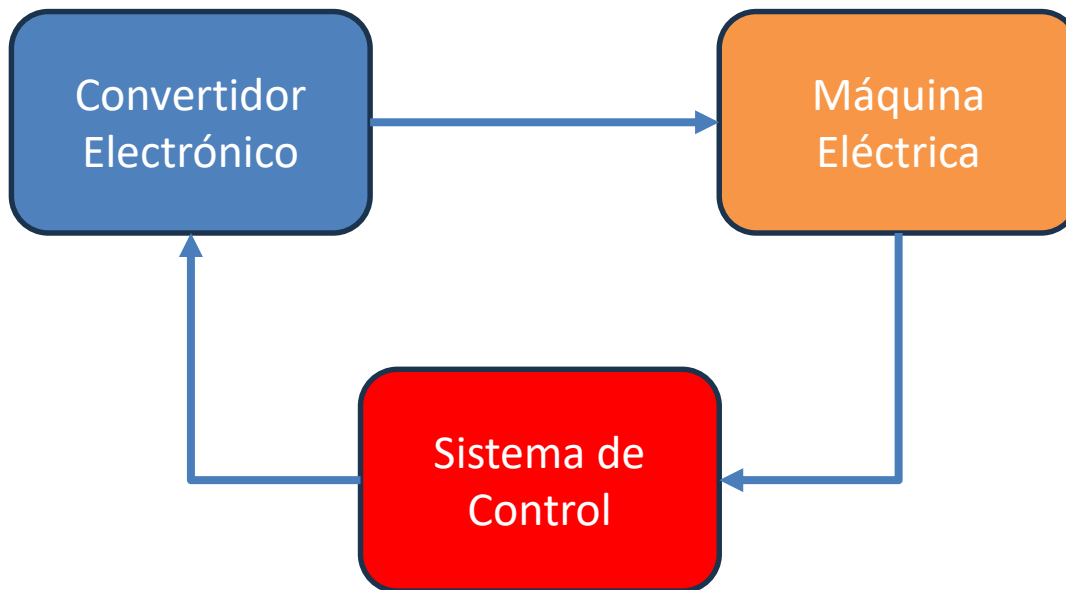 Convertidor
Electrónico
Máquina
Eléctrica
Sistema de
Control